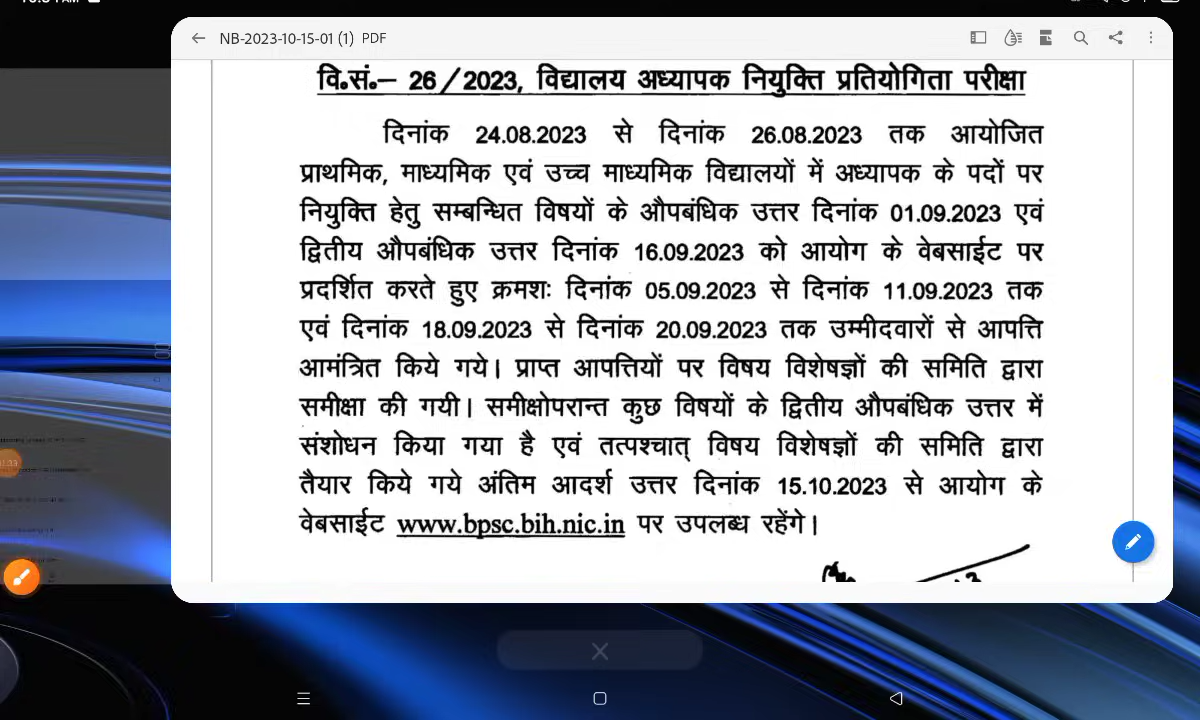 NB-2023-10-15-01 (1) PDF
वि.सं.– 26/2023, विद्यालय अध्यापक नियुक्ति प्रतियोगिता परीक्षा
दिनांक 24.08.2023 से दिनांक 26.08.2023 तक आयोजित
प्राथमिक, माध्यमिक एवं उच्च माध्यमिक विद्यालयों में अध्यापक के पदों पर
नियुक्ति हेतु सम्बन्धित विषयों के औपबंधिक उत्तर दिनांक 01.09.2023 एवं
द्वितीय औपबंधिक उत्तर दिनांक 16.09.2023 को आयोग के वेबसाईट पर
प्रदर्शित करते हुए क्रमशः दिनांक 05.09.2023 से दिनांक 11.09.2023 तक
एवं दिनांक 18.09.2023 से दिनांक 20.09.2023 तक उम्मीदवारों से आपत्ति
आमंत्रित किये गये। प्राप्त आपत्तियों पर विषय विशेषज्ञों की समिति द्वारा
समीक्षा की गयी। समीक्षोपरान्त कुछ विषयों के द्वितीय औपबंधिक उत्तर में
संशोधन किया गया है एवं तत्पश्चात् विषय विशेषज्ञों की समिति द्वारा
तैयार किये गये अंतिम आदर्श उत्तर दिनांक 15.10.2023 से आयोग के
वेबसाईट www.bpsc.bih.nic.in पर उपलब्ध रहेंगे।